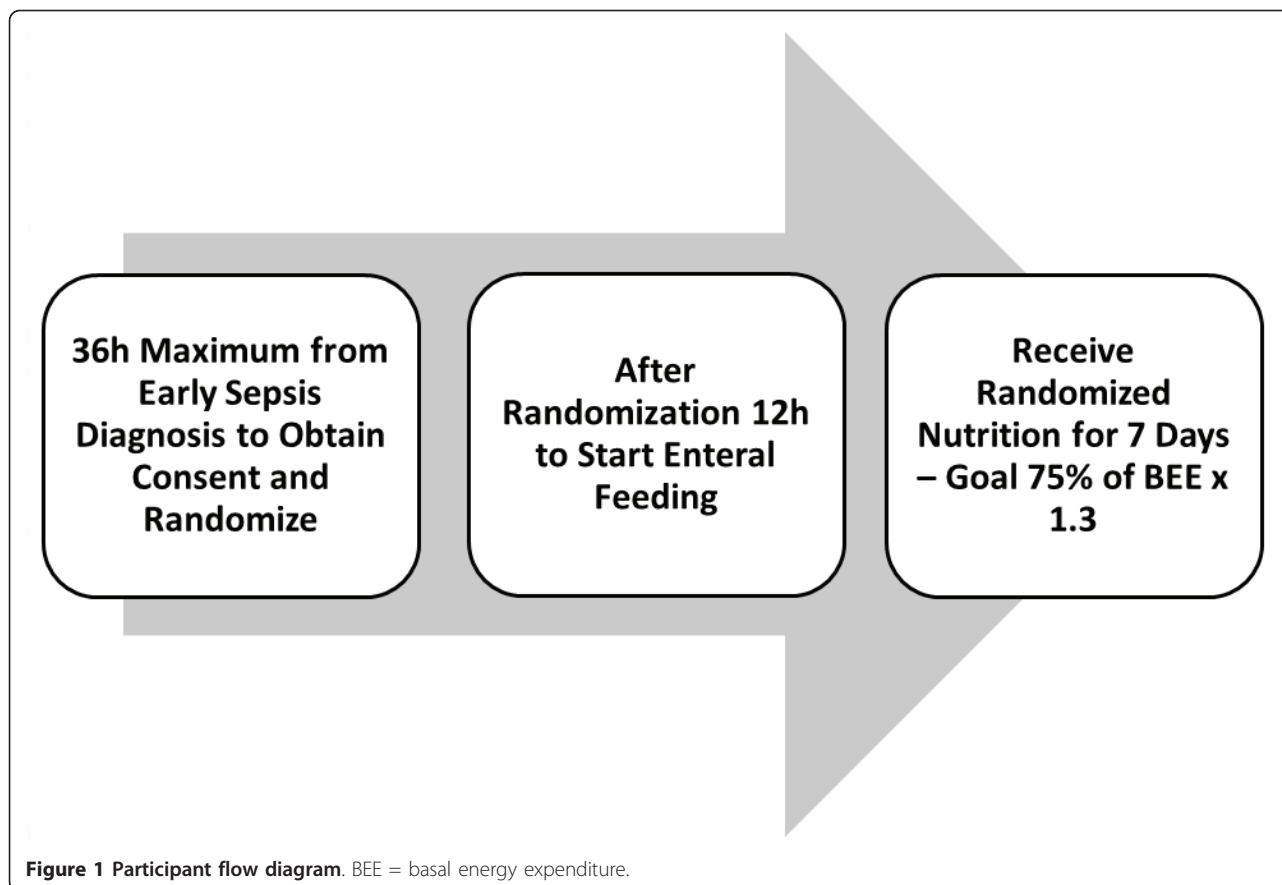 36h Maximum from
Early Sepsis
Diagnosis to Obtain
Consent and
Randomize
After
Randomization 12h
to Start Enteral
Feeding
Receive
Randomized
Nutrition for 7 Days
– Goal 75% of BEE x
1.3
Figure 1 Participant flow diagram. BEE = basal energy expenditure.